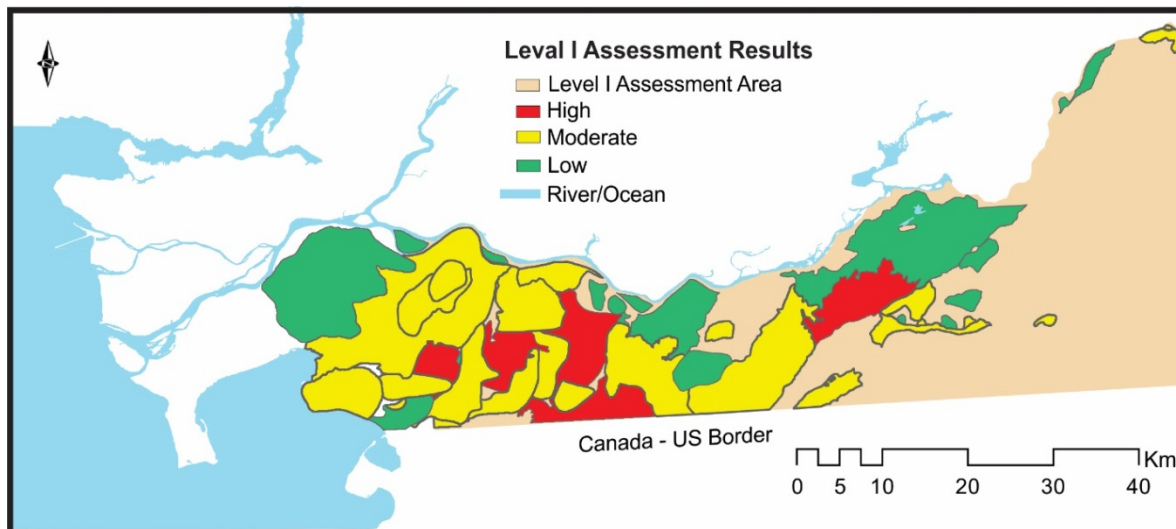 Leval I Assessment Results
Level I Assessment Area
High
Moderate
Low
River/Ocean
Canada - US Border
Km
0 5 10 20 30 40